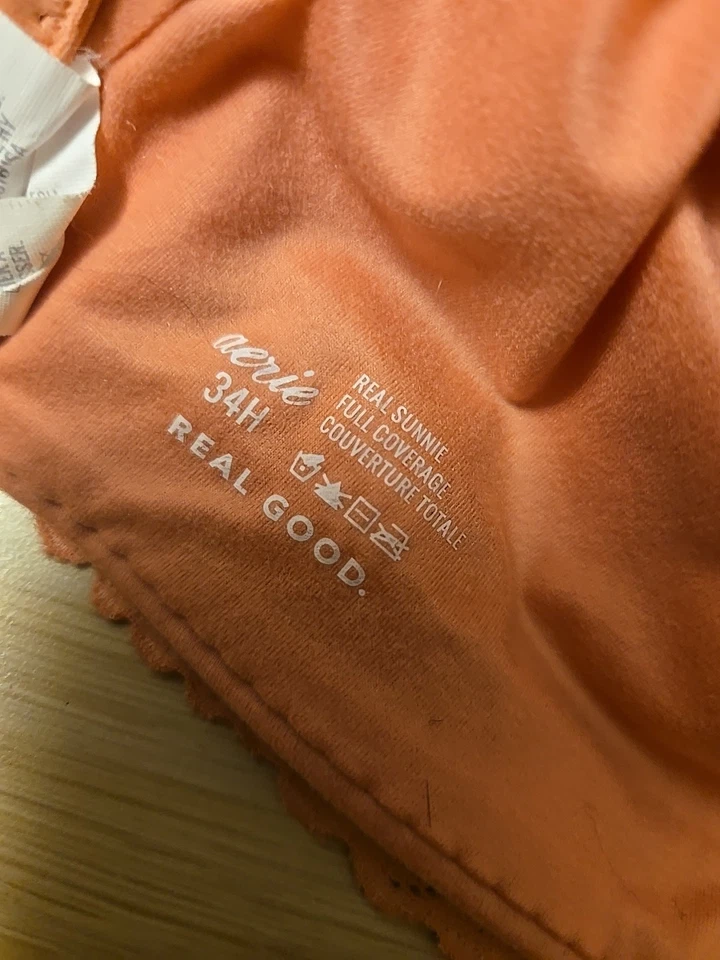 aerie
34H
REAL GOOD.
REAL SUNNIE
FULL COVERAGE
COUVERTURE TOTALE